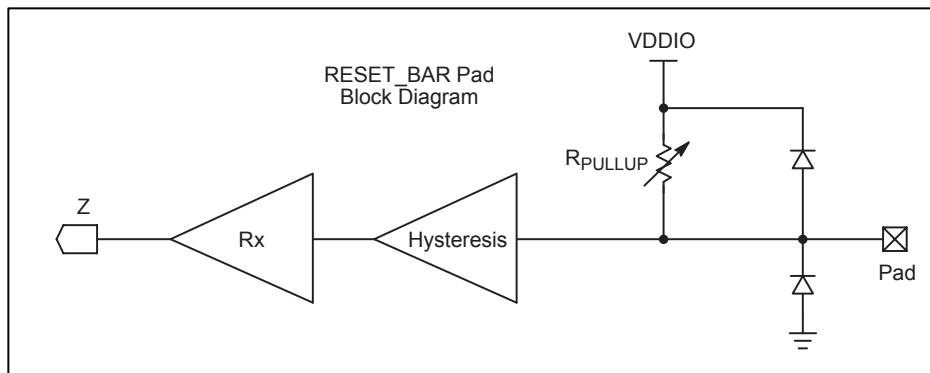 VDDIO
RESET_BAR Pad
Block Diagram
RPULLUP
Z
Rx
Hysteresis
Pad